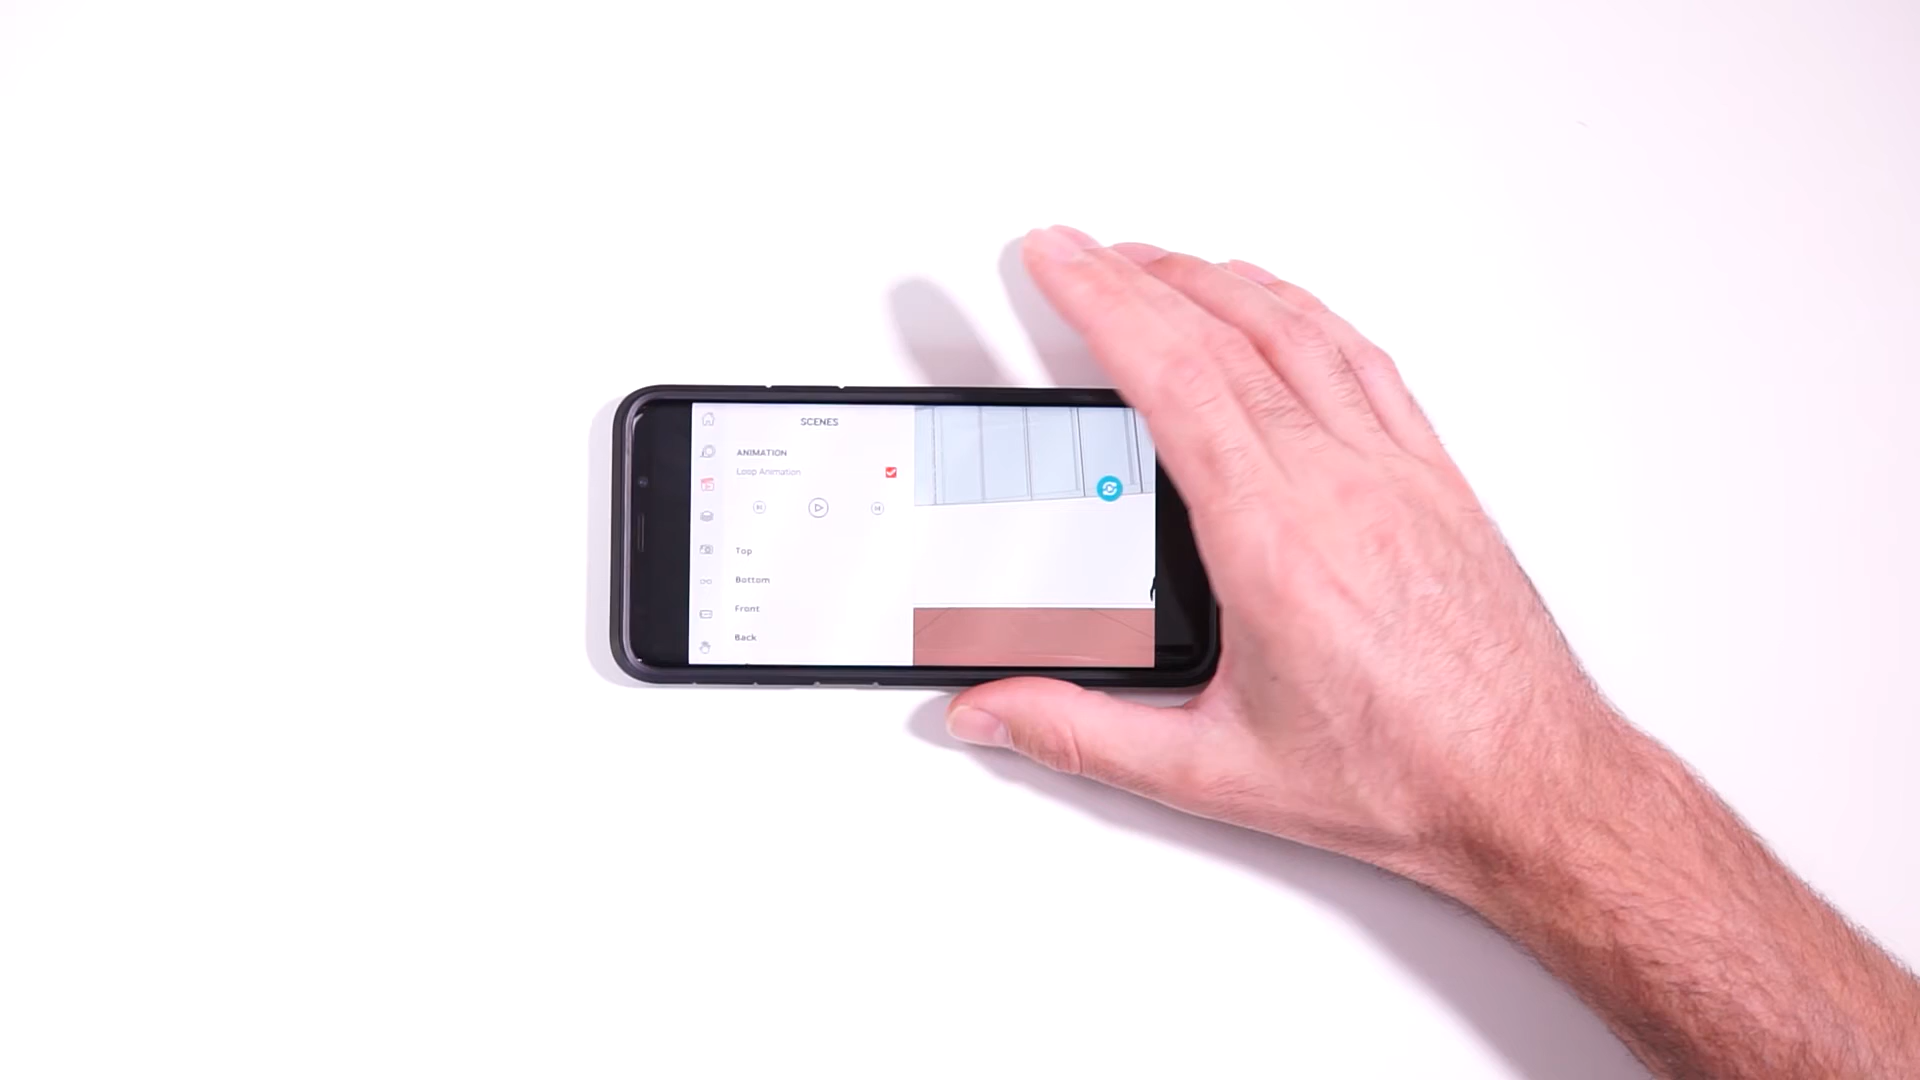 SCENES
ANIMATION
Loop Animation
Top
Bottom
Front
Back